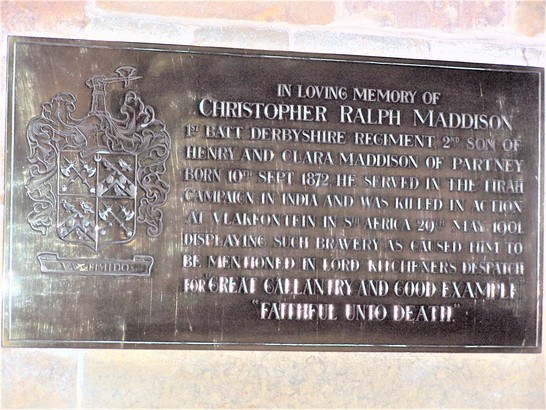 IN LOVING MEMORY OF
CHRISTOPHER RALPH MADDISON
1ST BATT DERBYSHIRE REGIMENT, 2ND SON OF
HENRY AND CLARA MADDISON OF PARTNEY
BORN 10TH SEPT 1872. HE SERVED IN THE TIRAH
CAMPAIGN IN INDIA AND WAS KILLED IN ACTION
AT VLAKFONTEIN IN STH AFRICA 29TH MAY 1901
DISPLAYING SUCH BRAVERY AS CAUSED HIM TO
BE MENTIONED IN LORD KITCHENERS DESPATCH
FOR "GREAT GALLANTRY AND GOOD EXAMPLE"
"FAITHFUL UNTO DEATH."
VAE TIMIDO